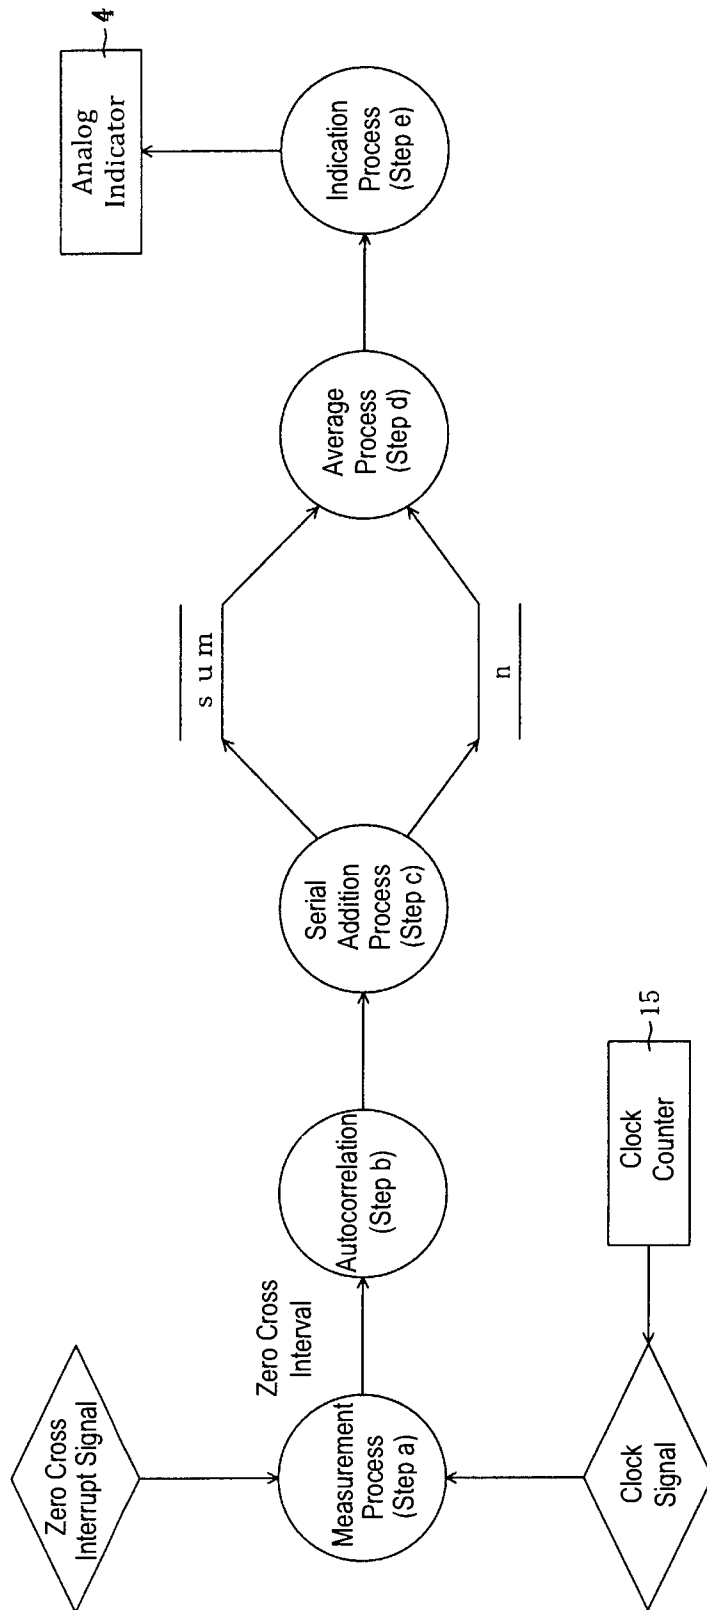 Zero Cross
Interrupt Signal
Measurement
Process
(Step a)
Clock
Signal
Clock
Counter
15
Zero Cross
Interval
Autocorrelation
(Step b)
Serial
Addition
Process
(Step c)
sum
n
Average
Process
(Step d)
Indication
Process
(Step e)
Analog
Indicator
4